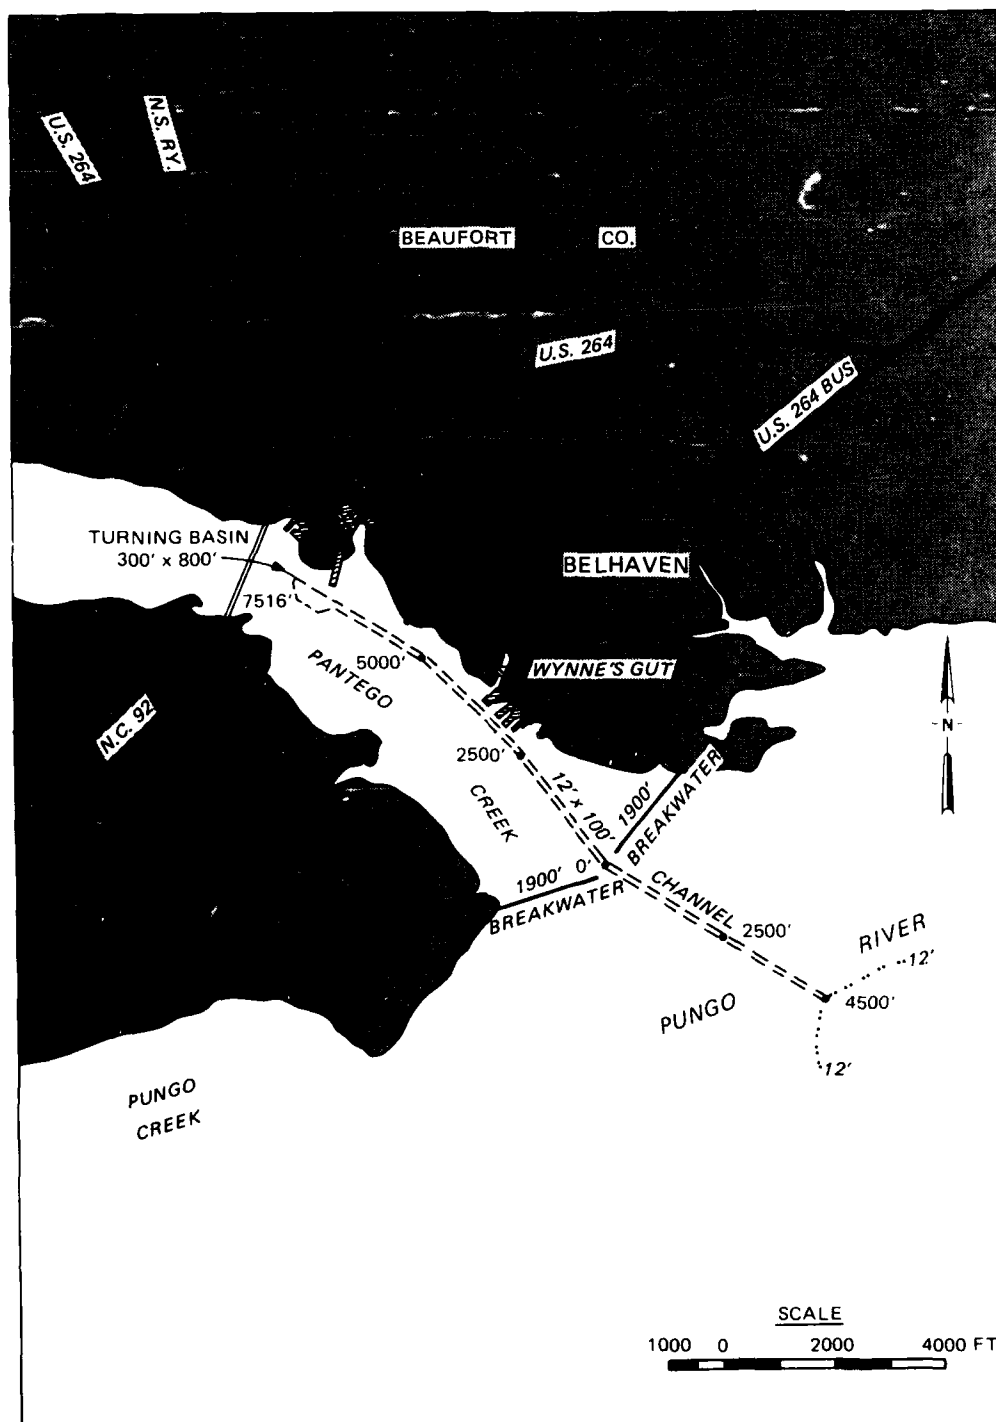 U.S. 264
N.S. RY.
BEAUFORT CO.
U.S. 264
U.S. 264 BUS
TURNING BASIN
300' x 800'
BELHAVEN
7516'
5000'
PANTEGO
CREEK
WYNNE'S GUT
N.C. 92
2500'
12' x 100'
CHANNEL
1900'
BREAKWATER
1900'
0'
BREAKWATER
2500'
RIVER
12'
4500'
PUNGO
12'
PUNGO
CREEK
N
SCALE
1000 0 2000 4000 FT